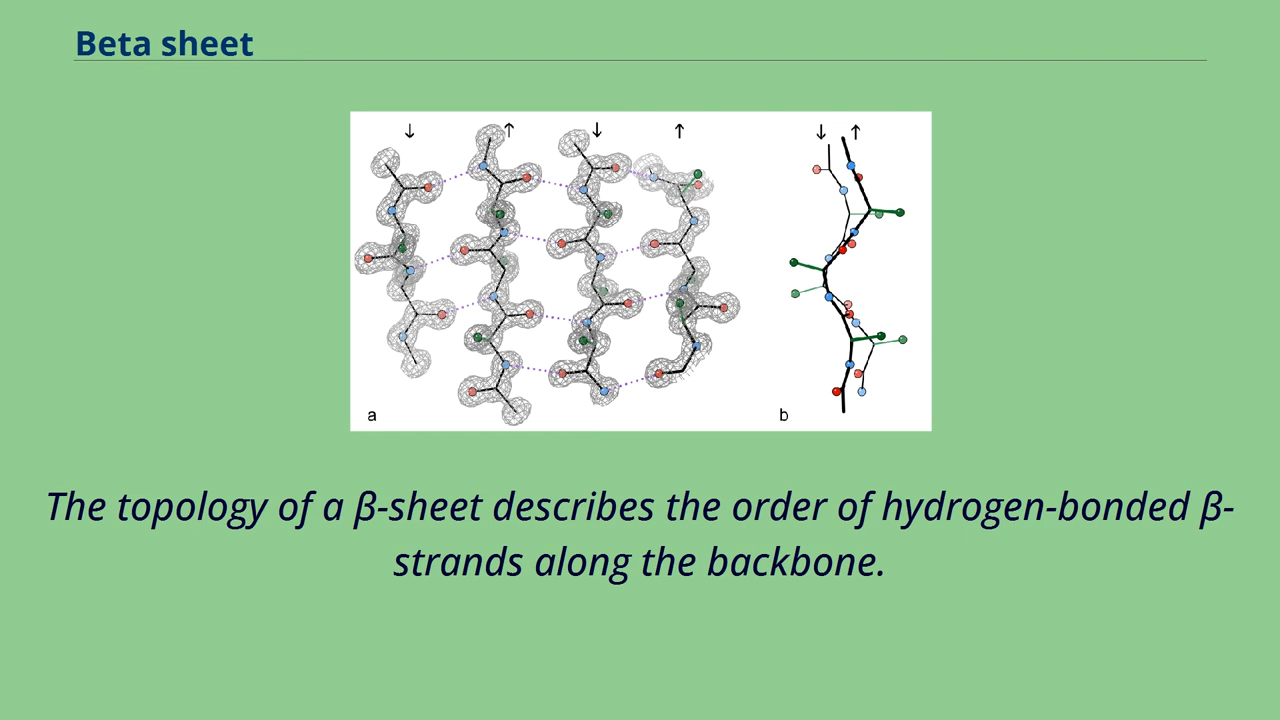 Beta sheet
↓ ↑ ↓ ↑ ↓ ↑
a b
The topology of a β-sheet describes the order of hydrogen-bonded β-
strands along the backbone.